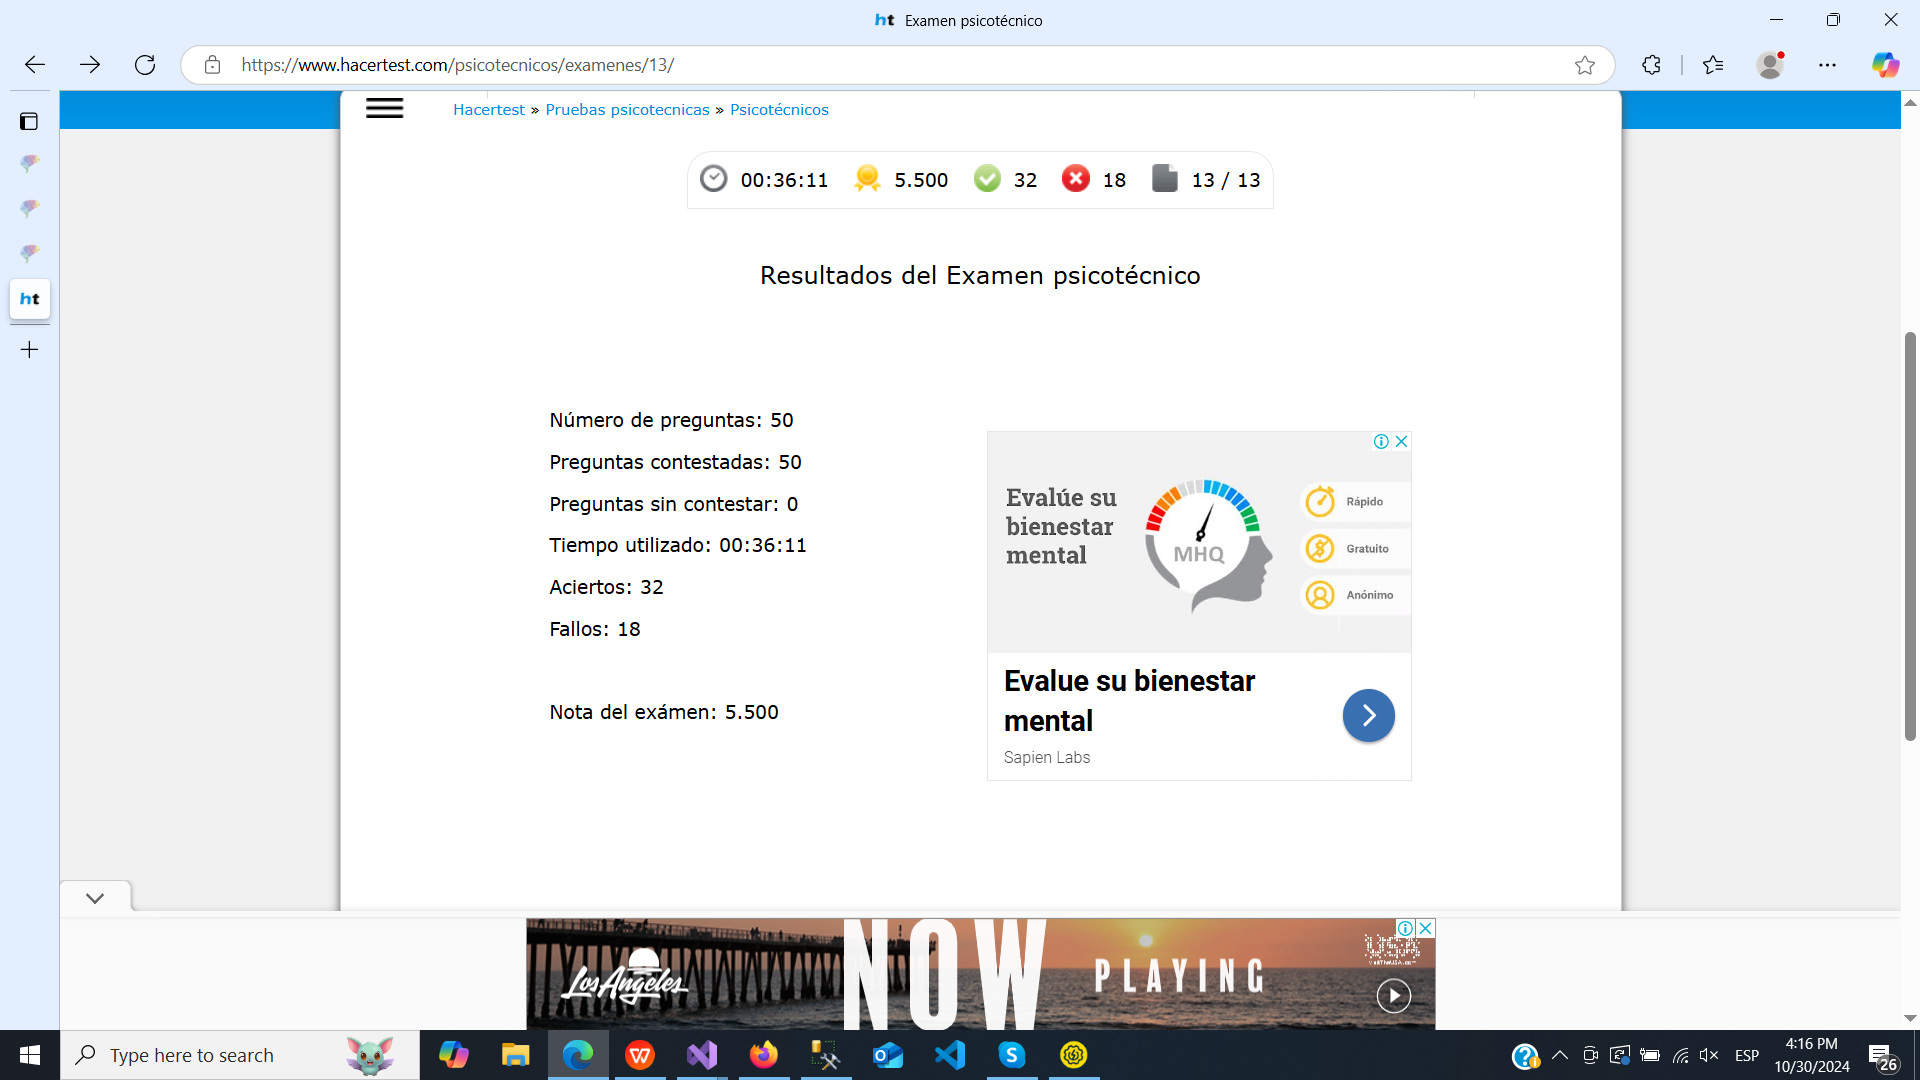 ht Examen psicotécnico
https://www.hacertest.com/psicotecnicos/examenes/13/
Hacertest » Pruebas psicotecnicas » Psicotécnicos
00:36:11 5.500 32 18 13 / 13
ht
Resultados del Examen psicotécnico
Número de preguntas: 50
Preguntas contestadas: 50
Preguntas sin contestar: 0
Tiempo utilizado: 00:36:11
Aciertos: 32
Fallos: 18
Nota del exámen: 5.500
Evalúe su
bienestar
mental
MHQ
Rápido
Gratuito
Anónimo
Evalue su bienestar
mental
Sapien Labs
Los Angeles
NOW
PLAYING
USA
Type here to search
ESP
4:16 PM
10/30/2024
26